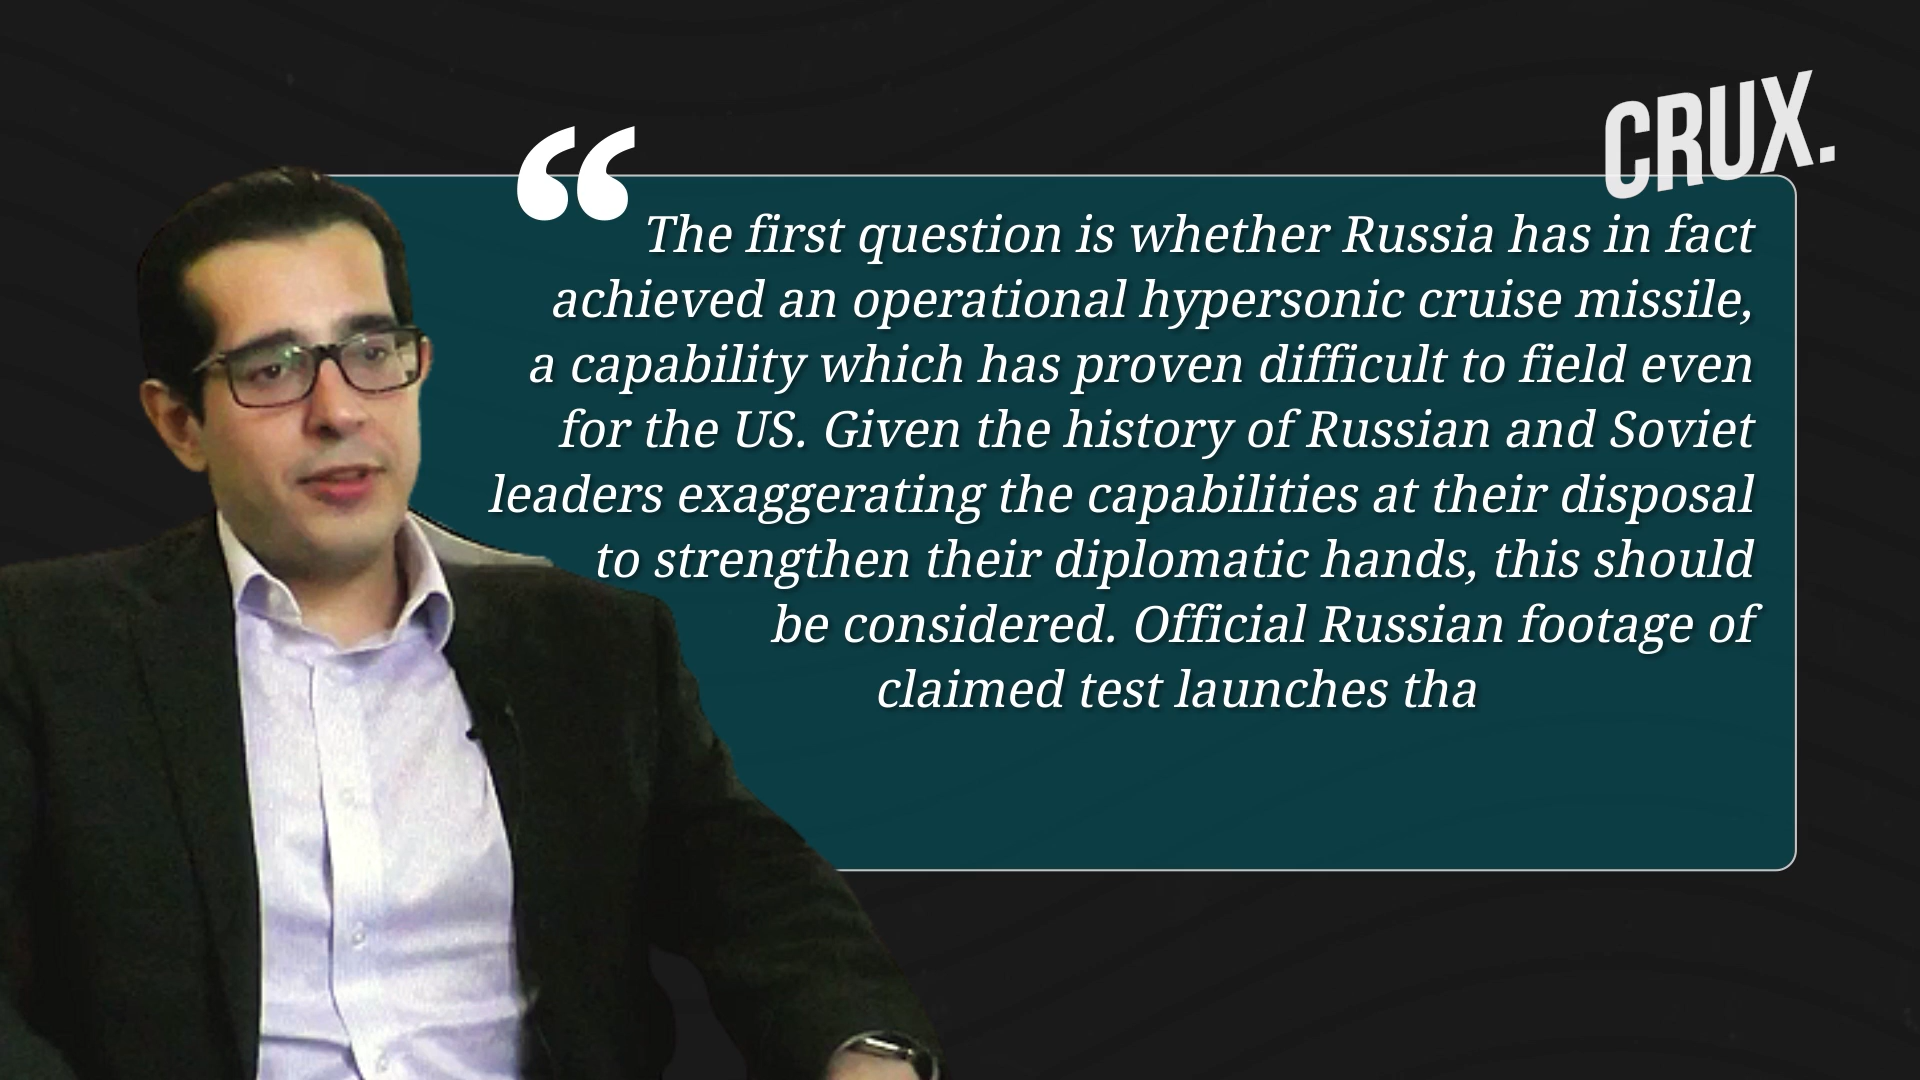 CRUX.
“
The first question is whether Russia has in fact
achieved an operational hypersonic cruise missile,
a capability which has proven difficult to field even
for the US. Given the history of Russian and Soviet
leaders exaggerating the capabilities at their disposal
to strengthen their diplomatic hands, this should
be considered. Official Russian footage of
claimed test launches tha